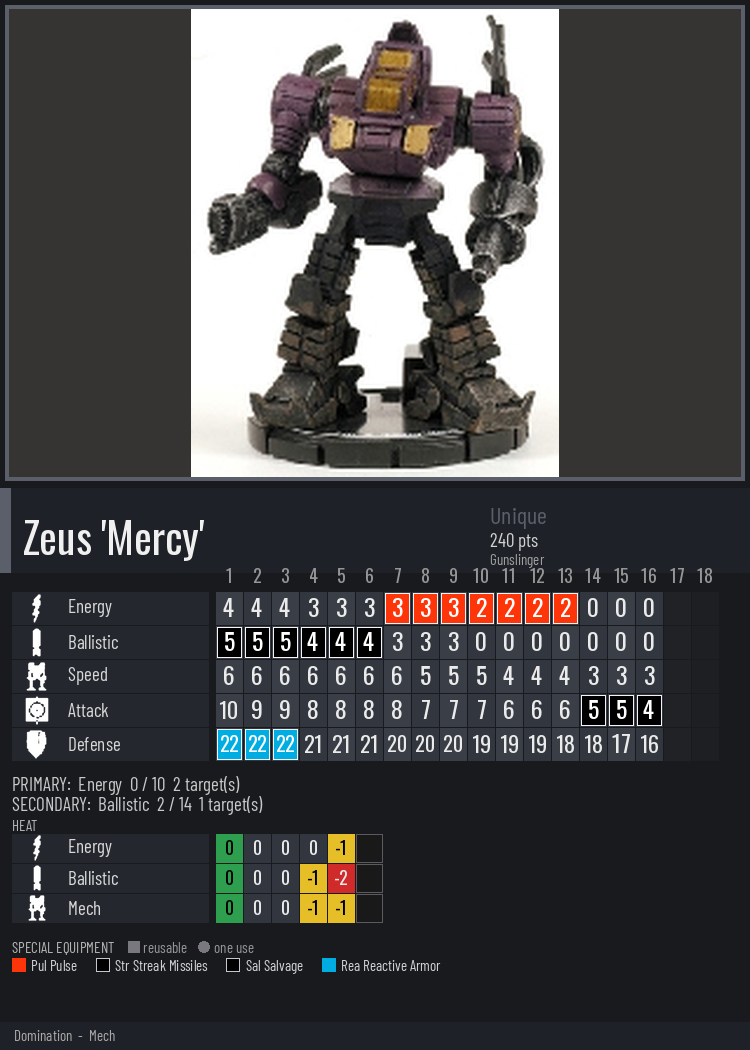 Zeus 'Mercy'
Unique
240 pts
Gunslinger
1 2 3 4 5 6 7 8 9 10 11 12 13 14 15 16 17 18
Energy 4 4 4 3 3 3 3 3 3 2 2 2 2 0 0 0
Ballistic 5 5 5 4 4 4 3 3 3 0 0 0 0 0 0 0
Speed 6 6 6 6 6 6 6 5 5 5 4 4 4 3 3 3
Attack 10 9 9 8 8 8 8 7 7 7 6 6 6 5 5 4
Defense 22 22 22 21 21 21 20 20 20 19 19 19 18 18 17 16
PRIMARY: Energy 0 / 10 2 target(s)
SECONDARY: Ballistic 2 / 14 1 target(s)
HEAT
Energy 0 0 0 0 -1
Ballistic 0 0 0 -1 -2
Mech 0 0 0 -1 -1
SPECIAL EQUIPMENT reusable one use
Pul Pulse Str Streak Missiles Sal Salvage Rea Reactive Armor
Domination - Mech